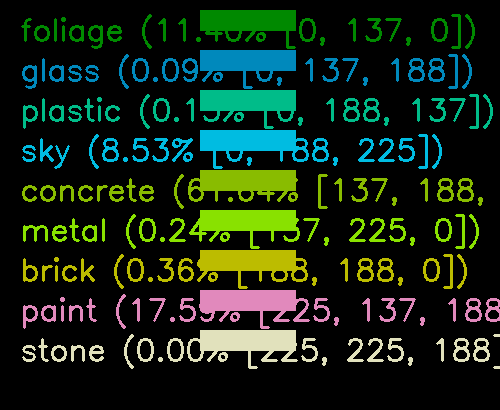 foliage (11.40% [0, 137, 0])
glass (0.09% [0, 137, 188])
plastic (0.13% [0, 188, 137])
sky (8.53% [0, 188, 225])
concrete (61.64% [137, 188,
metal (0.24% [137, 225, 0])
brick (0.36% [188, 188, 0])
paint (17.59% [225, 137, 188
stone (0.00% [225, 225, 188]